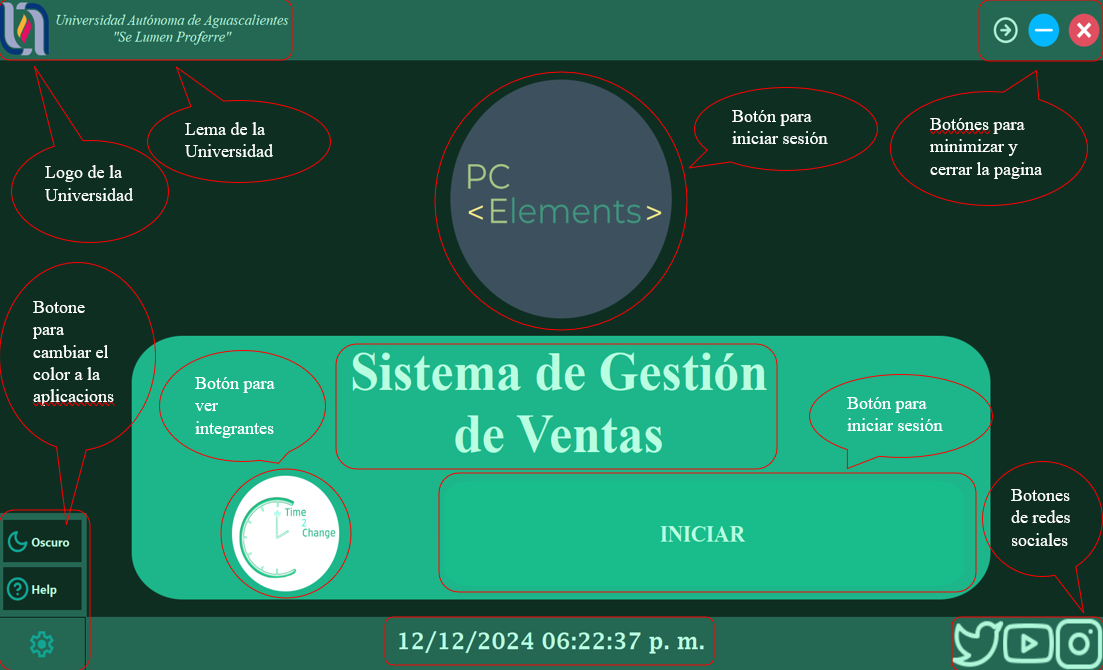 Universidad Autónoma de Aguascalientes
"Se Lumen Proferre"
Lema de la
Universidad
Logo de la
Universidad
PC
<Elements>
Botón para
iniciar sesión
Botónes para
minimizar y
cerrar la pagina
Botone
para
cambiar el
color a la
aplicacions
Botón para
ver
integrantes
Sistema de Gestión
de Ventas
Botón para
iniciar sesión
Time
2
Change
INICIAR
Botones
de redes
sociales
Oscuro
Help
12/12/2024 06:22:37 p. m.